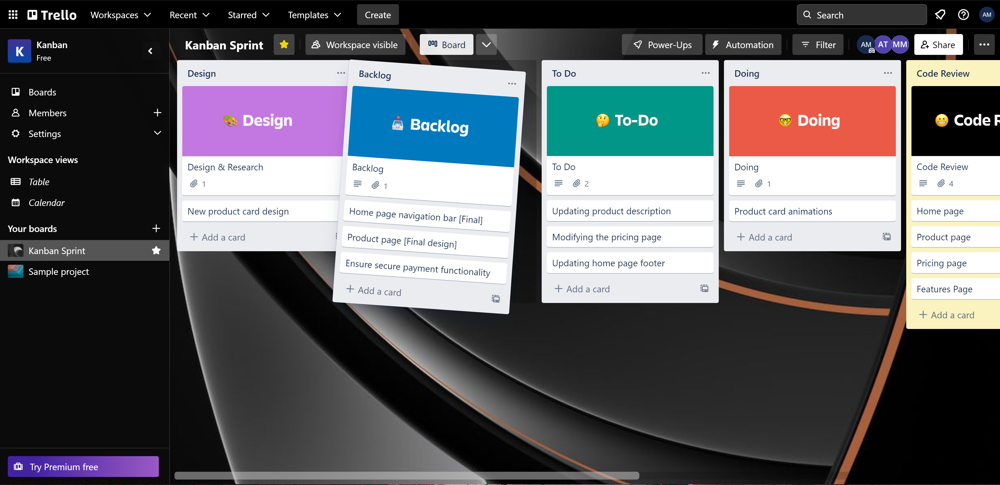 Trello
Workspaces
Recent
Starred
Templates
Create
Search
AM
K
Kanban
Free
Boards
Members
Settings
Workspace views
Table
Calendar
Your boards
Kanban Sprint
Sample project
Try Premium free
Kanban Sprint
Workspace visible
Board
Power-Ups
Automation
Filter
AM
AT
MM
Share
Design
🎨 Design
Design & Research
1
New product card design
+ Add a card
Backlog
📥 Backlog
Backlog
1
Home page navigation bar [Final]
Product page [Final design]
Ensure secure payment functionality
+ Add a card
To Do
🤔 To-Do
To Do
2
Updating product description
Modifying the pricing page
Updating home page footer
+ Add a card
Doing
🤓 Doing
Doing
1
Product card animations
+ Add a card
Code Review
😬 Code R
Code Review
4
Home page
Product page
Pricing page
Features Page
+ Add a card